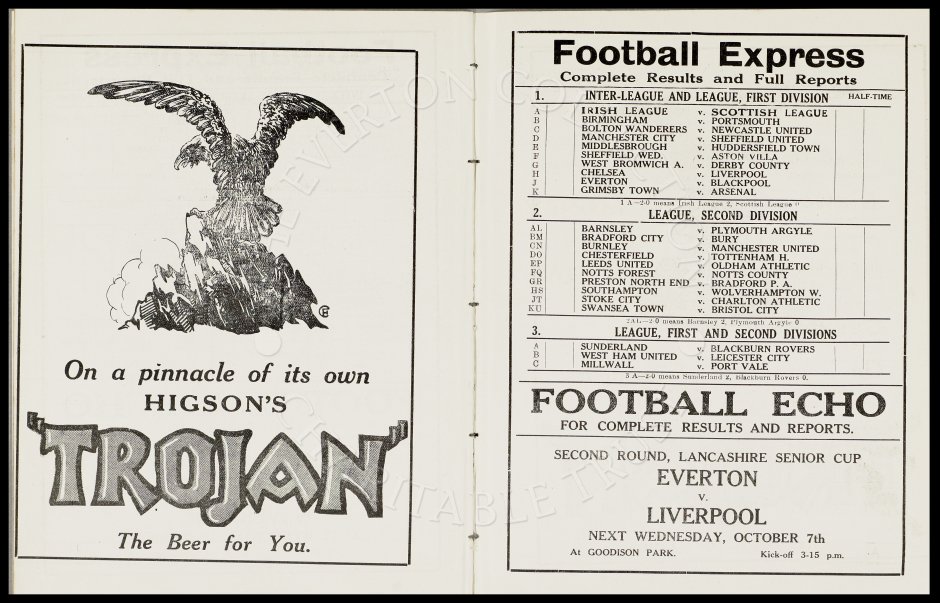 On a pinnacle of its own
HIGSON'S
"TROJAN"
The Beer for You.
Football Express
Complete Results and Full Reports
1. INTER-LEAGUE AND LEAGUE, FIRST DIVISION HALF-TIME
A IRISH LEAGUE v. SCOTTISH LEAGUE
B BIRMINGHAM v. PORTSMOUTH
C BOLTON WANDERERS v. NEWCASTLE UNITED
D MANCHESTER CITY v. SHEFFIELD UNITED
E MIDDLESBROUGH v. HUDDERSFIELD TOWN
F SHEFFIELD WED. v. ASTON VILLA
G WEST BROMWICH A. v. DERBY COUNTY
H CHELSEA v. LIVERPOOL
J EVERTON v. BLACKPOOL
K GRIMSBY TOWN v. ARSENAL
1 A—2-0 means Irish League 2, Scottish League 0
2. LEAGUE, SECOND DIVISION
AL BARNSLEY v. PLYMOUTH ARGYLE
BM BRADFORD CITY v. BURY
CN BURNLEY v. MANCHESTER UNITED
DO CHESTERFIELD v. TOTTENHAM H.
EP LEEDS UNITED v. OLDHAM ATHLETIC
FQ NOTTS FOREST v. NOTTS COUNTY
GR PRESTON NORTH END v. BRADFORD P. A.
HS SOUTHAMPTON v. WOLVERHAMPTON W.
JT STOKE CITY v. CHARLTON ATHLETIC
KU SWANSEA TOWN v. BRISTOL CITY
2AL—2-0 means Barnsley 2, Plymouth Argyle 0
3. LEAGUE, FIRST AND SECOND DIVISIONS
A SUNDERLAND v. BLACKBURN ROVERS
B WEST HAM UNITED v. LEICESTER CITY
C MILLWALL v. PORT VALE
3 A—2-0 means Sunderland 2, Blackburn Rovers 0.
FOOTBALL ECHO
FOR COMPLETE RESULTS AND REPORTS.
SECOND ROUND, LANCASHIRE SENIOR CUP
EVERTON
v.
LIVERPOOL
NEXT WEDNESDAY, OCTOBER 7th
At GOODISON PARK. Kick-off 3-15 p.m.